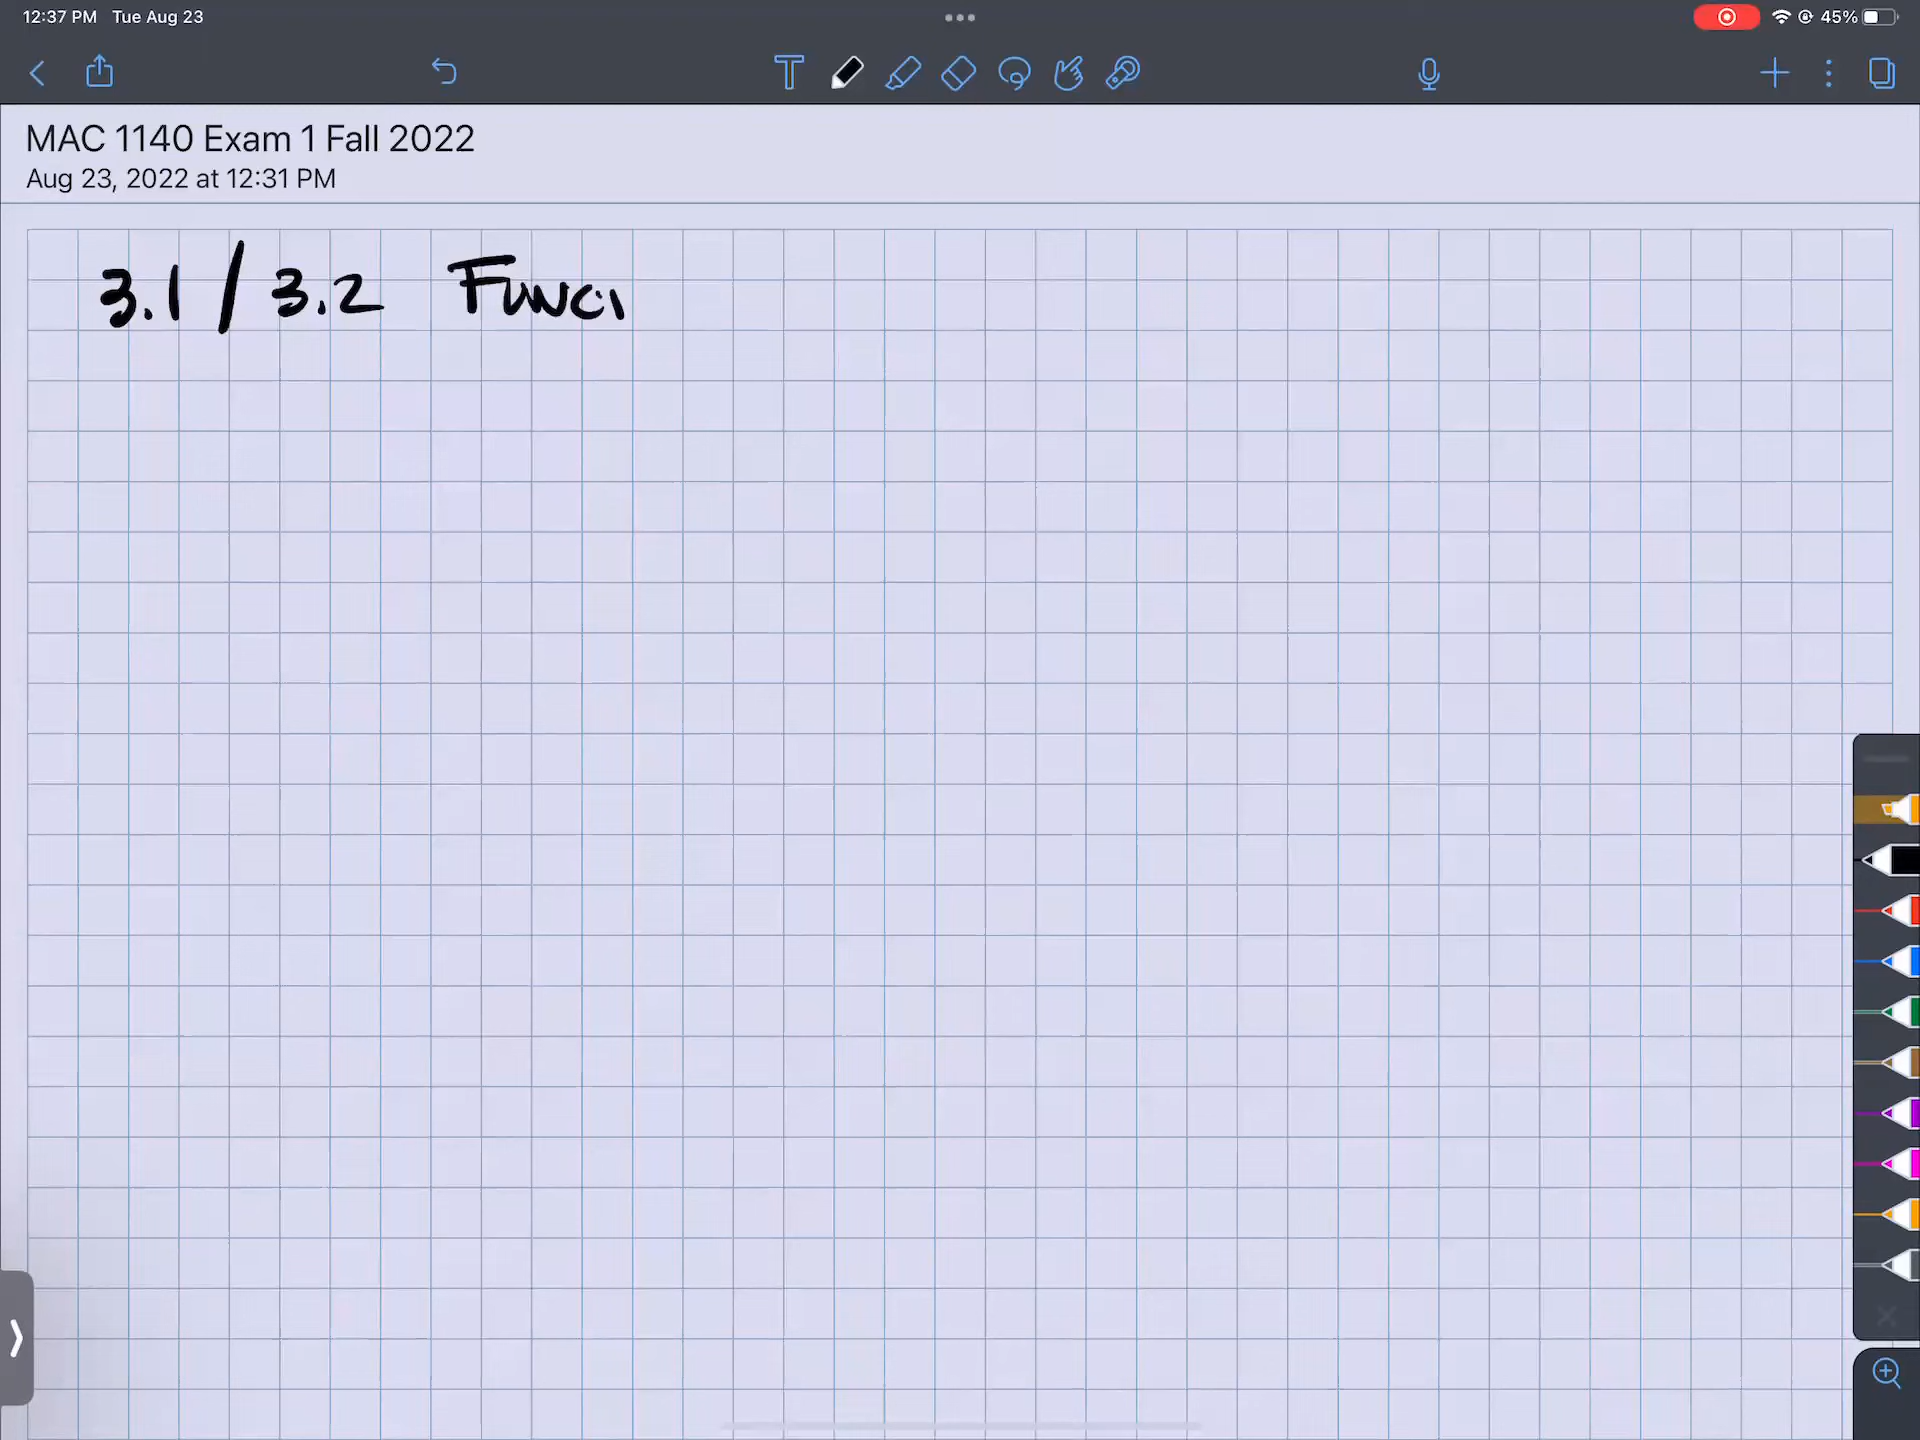 12:37 PM Tue Aug 23
45%
MAC 1140 Exam 1 Fall 2022
Aug 23, 2022 at 12:31 PM
3.1 / 3.2 Funcı